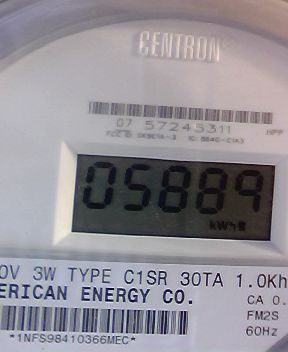 CENTRON®
07 57245311 HPP
05889
kWh
0V 3W TYPE C1SR 30TA 1.0Kh
ERICAN ENERGY CO. CA 0.
FM2S
60Hz
*1NFS98410366MEC*